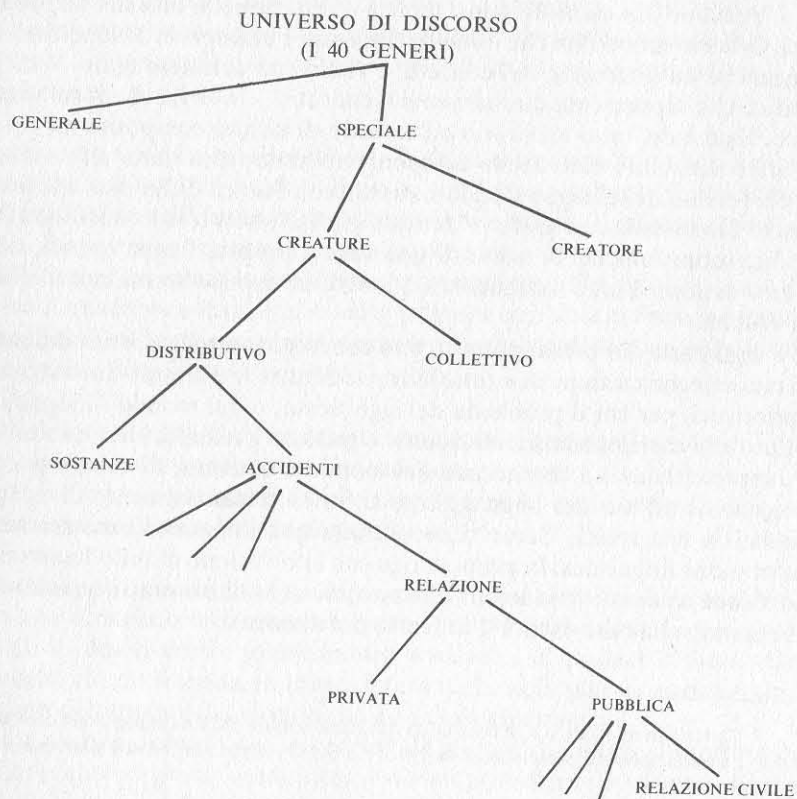 UNIVERSO DI DISCORSO
(I 40 GENERI)
GENERALE
SPECIALE
CREATURE
CREATORE
DISTRIBUTIVO
COLLETTIVO
SOSTANZE
ACCIDENTI
RELAZIONE
PRIVATA
PUBBLICA
RELAZIONE CIVILE